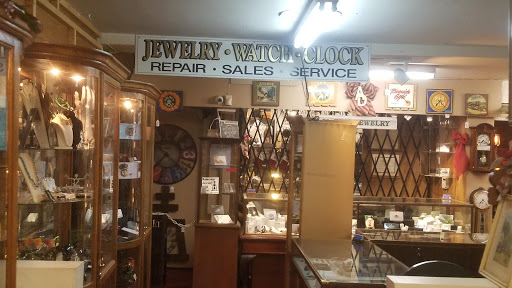 JEWELRY · WATCH · CLOCK
REPAIR · SALES · SERVICE
JEWELRY